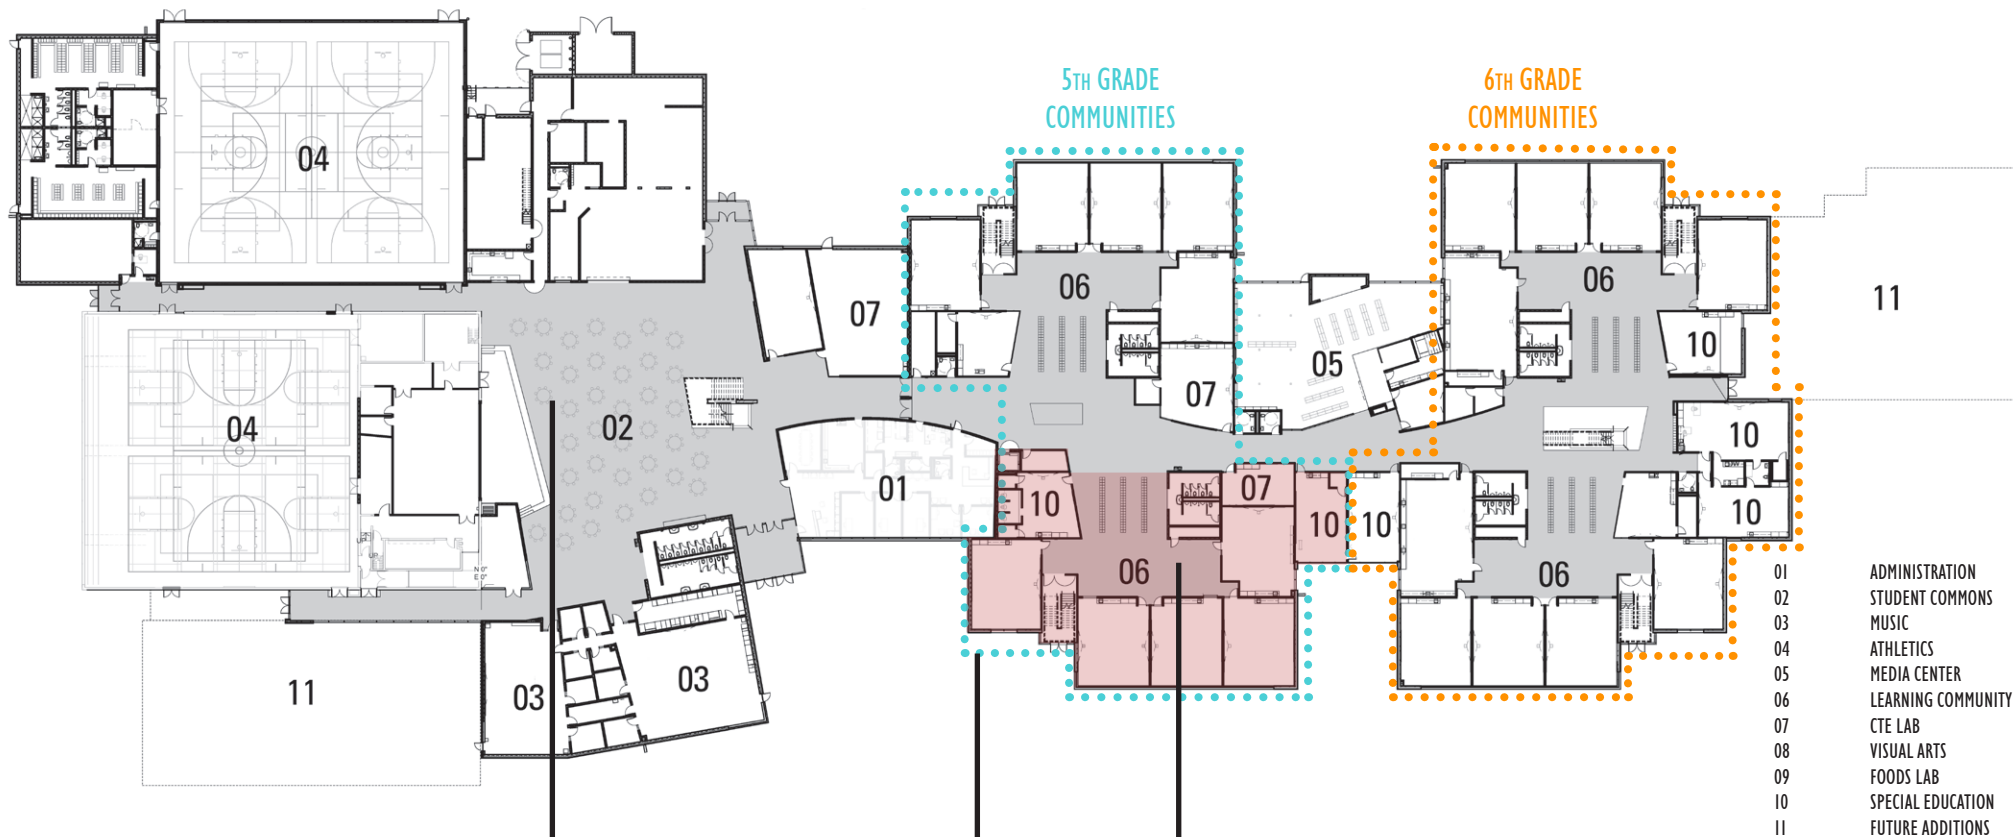 5TH GRADE
COMMUNITIES
6TH GRADE
COMMUNITIES
04
06
06
11
07
05
10
07
04
02
10
01
10
07
10
10
10
06
06
11
03
03
N 0"
E 0"
01 ADMINISTRATION
02 STUDENT COMMONS
03 MUSIC
04 ATHLETICS
05 MEDIA CENTER
06 LEARNING COMMUNITY
07 CTE LAB
08 VISUAL ARTS
09 FOODS LAB
10 SPECIAL EDUCATION
11 FUTURE ADDITIONS